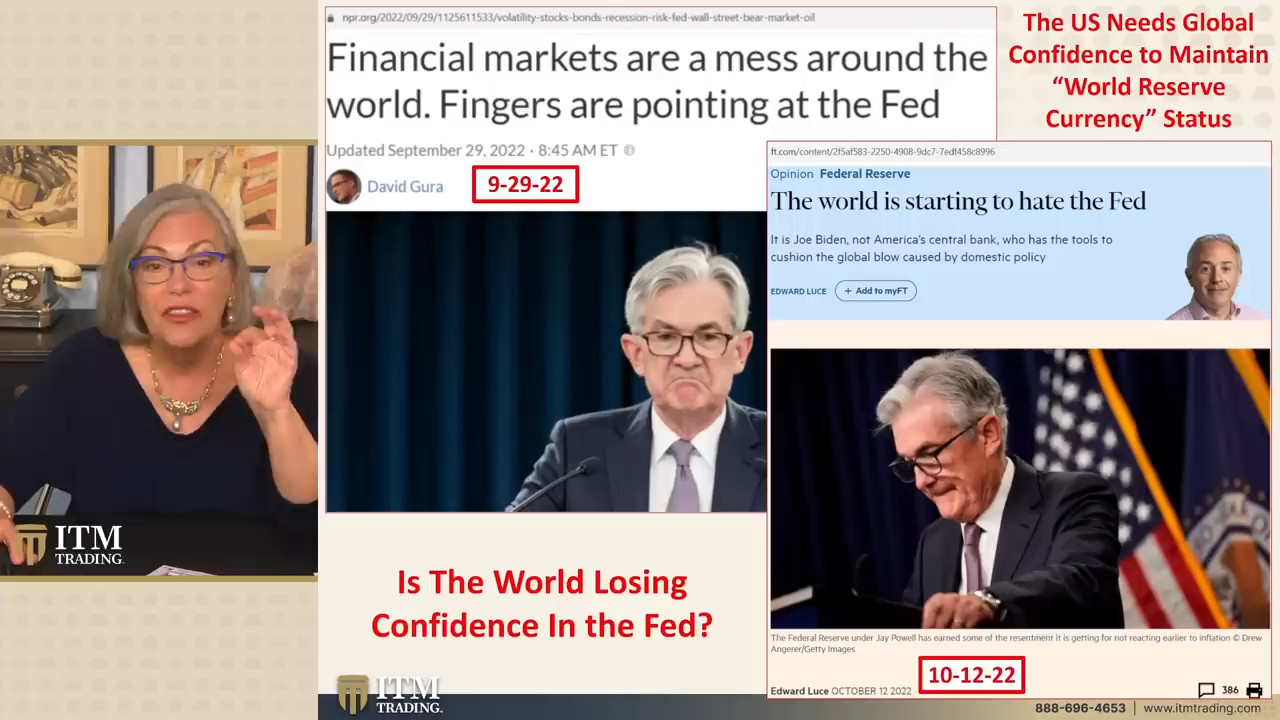 npr.org/2022/09/29/1125611533/volatility-stocks-bonds-recession-risk-fed-wall-street-bear-market-oil
Financial markets are a mess around the
world. Fingers are pointing at the Fed
Updated September 29, 2022 · 8:45 AM ET
David Gura
9-29-22
The US Needs Global
Confidence to Maintain
“World Reserve
Currency” Status
ft.com/content/2f5af583-2250-4908-9dc7-7edf458c8996
Opinion Federal Reserve
The world is starting to hate the Fed
It is Joe Biden, not America's central bank, who has the tools to
cushion the global blow caused by domestic policy
EDWARD LUCE
+ Add to myFT
The Federal Reserve under Jay Powell has earned some of the resentment it is getting for not reacting earlier to inflation © Drew
Angerer/Getty Images
10-12-22
Edward Luce OCTOBER 12 2022
386
Is The World Losing
Confidence In the Fed?
ITM
TRADING.
ITM
TRADING.
888-696-4653 | www.itmtrading.com